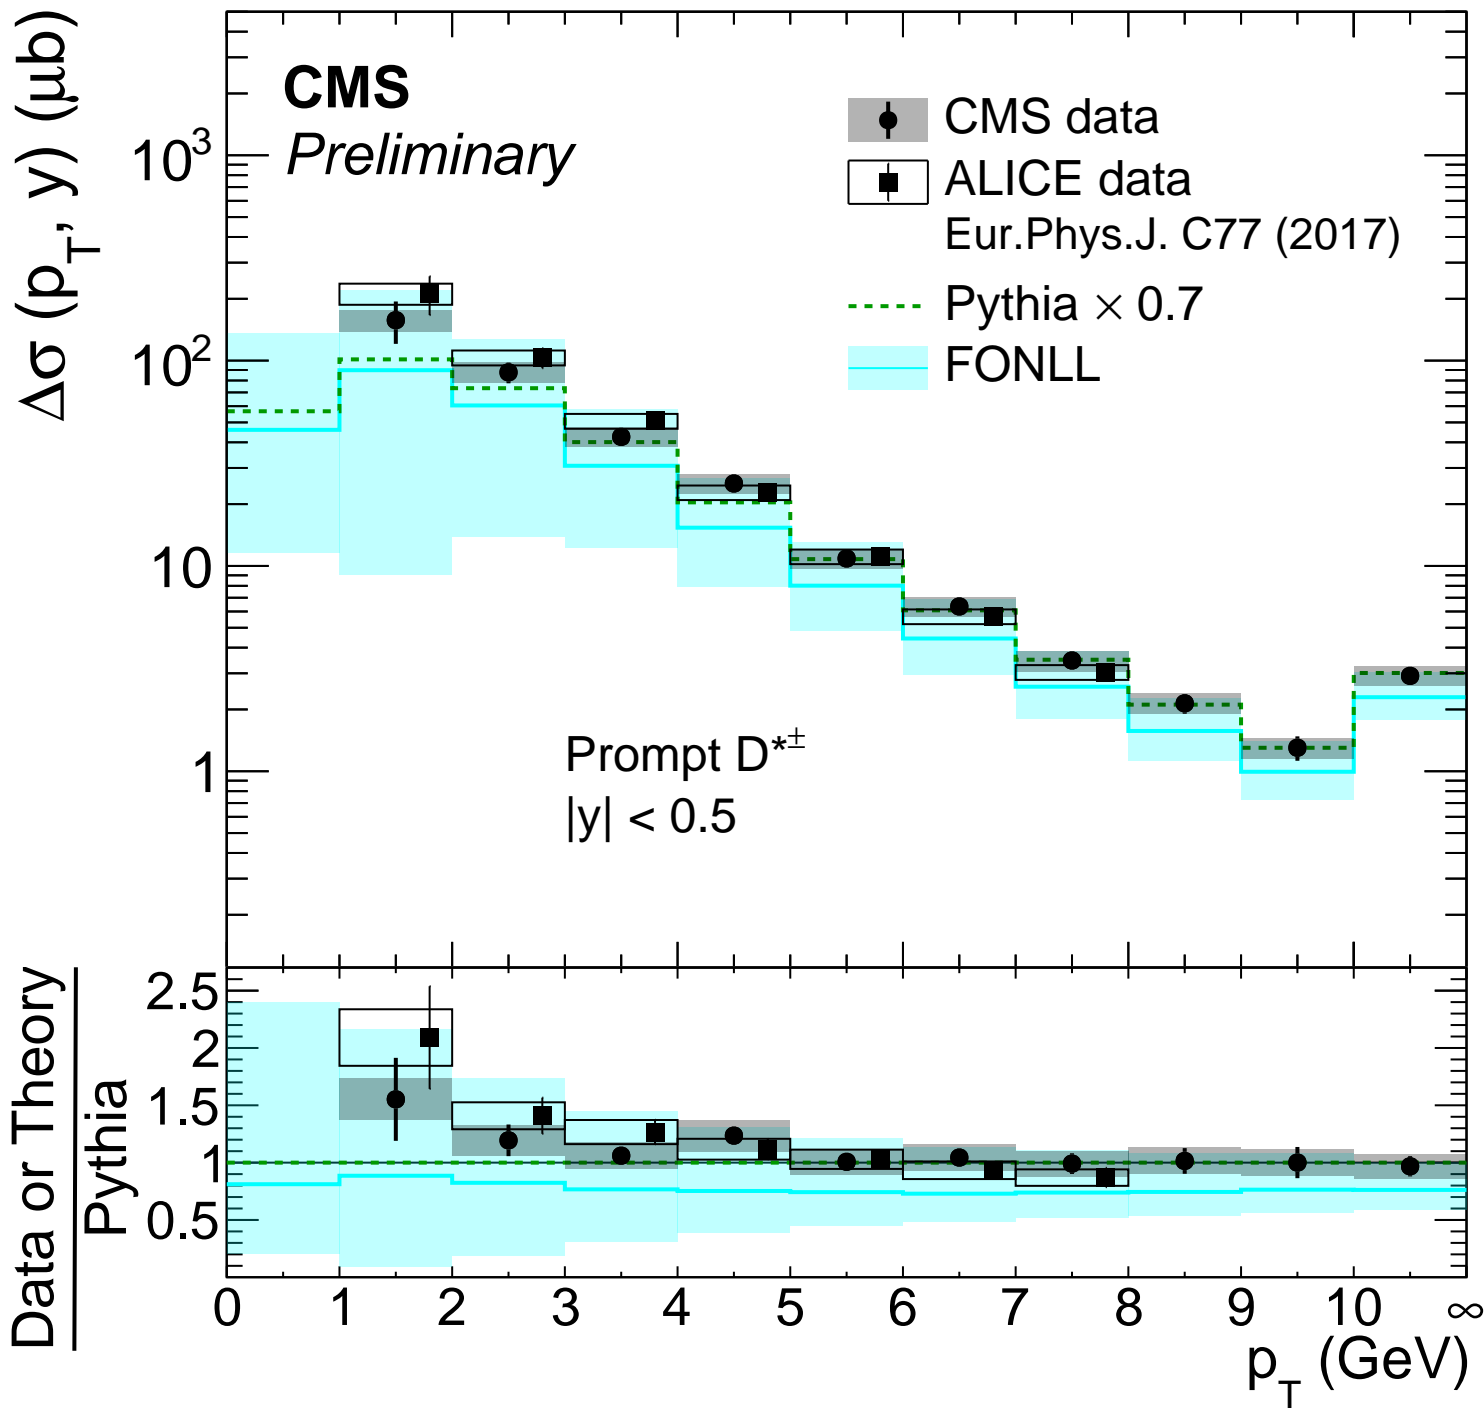 CMS
Preliminary
CMS data
ALICE data
Eur.Phys.J. C77 (2017)
Pythia × 0.7
FONLL
Δσ (p_T, y) (μb)
10³
10²
10
1
Prompt D*±
|y| < 0.5
Data or Theory
Pythia
2.5
2
1.5
1
0.5
0 1 2 3 4 5 6 7 8 9 10 ∞
p_T (GeV)